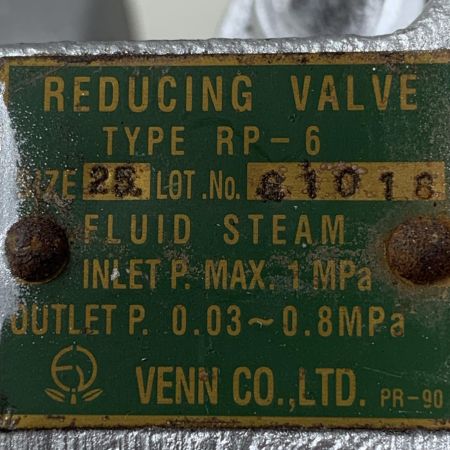 REDUCING VALVE
TYPE RP-6
SIZE 25 LOT.No.
FLUID STEAM
INLET P. MAX. 1 MPa
OUTLET P. 0.03~0.8MPa
VENN CO.,LTD. PR-90